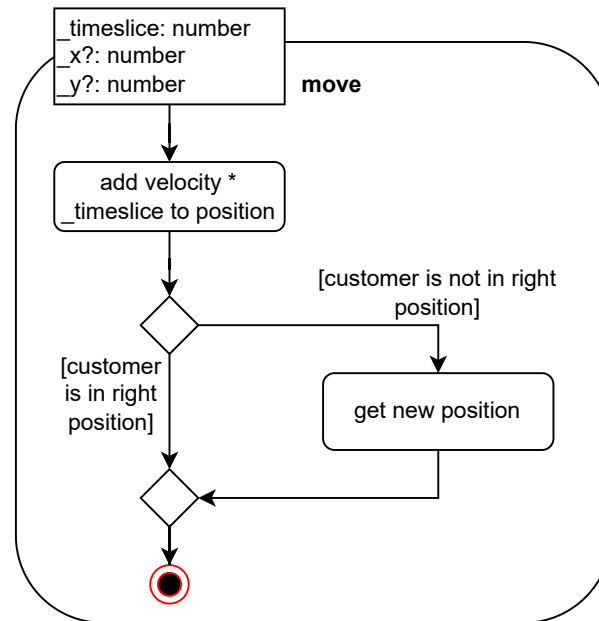 _timeslice: number
_x?: number
_y?: number
move
add velocity *
_timeslice to position
[customer is not in right
position]
[customer
is in right
position]
get new position